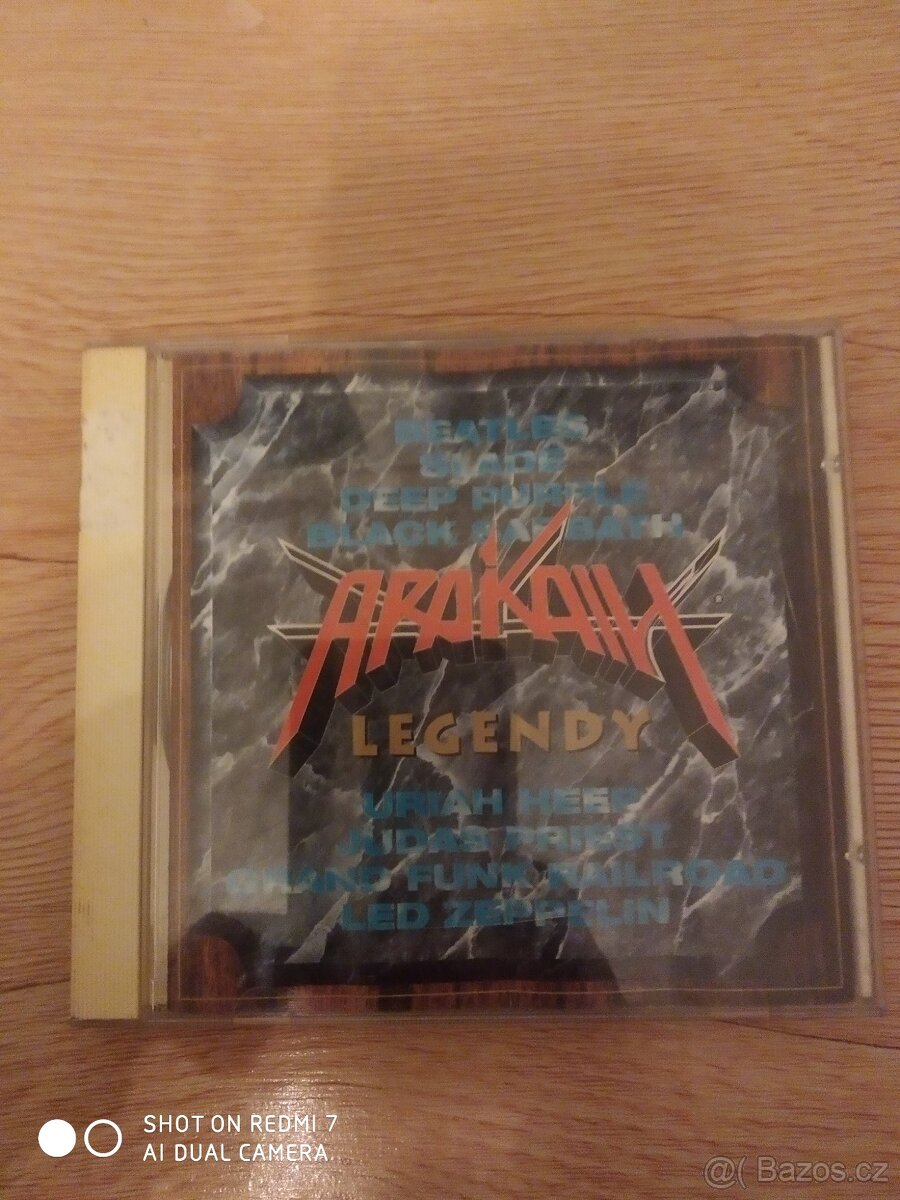 BEATLES
SLADE
DEEP PURPLE
BLACK SABBATH
ARAKAIN
®
LEGENDY
URIAH HEEP
JUDAS PRIEST
GRAND FUNK RAILROAD
LED ZEPPELIN
SHOT ON REDMI 7
AI DUAL CAMERA
@( Bazos.cz